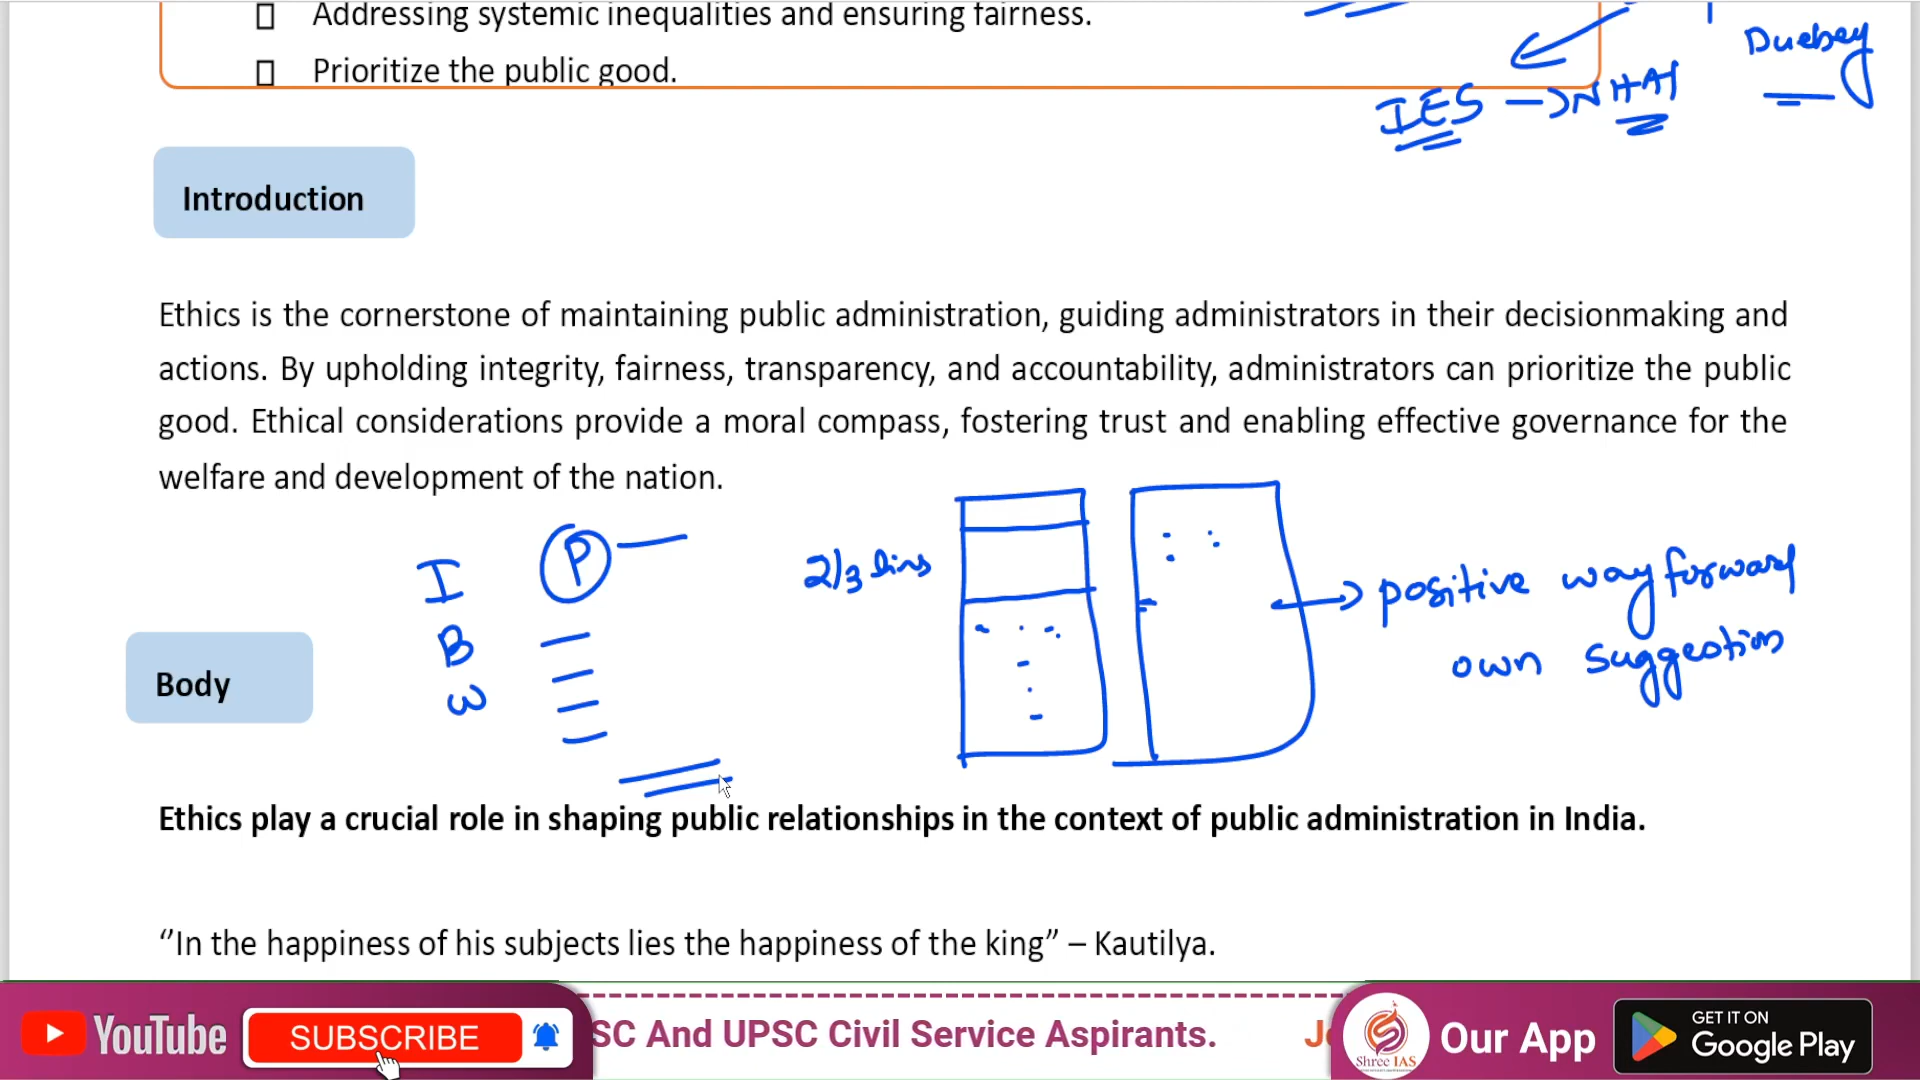 Addressing systemic inequalities and ensuring fairness.
Prioritize the public good.
Duebey
IES → NHAI
Introduction
Ethics is the cornerstone of maintaining public administration, guiding administrators in their decisionmaking and
actions. By upholding integrity, fairness, transparency, and accountability, administrators can prioritize the public
good. Ethical considerations provide a moral compass, fostering trust and enabling effective governance for the
welfare and development of the nation.
I
P
B
W
2/3 lins
positive way forward
own suggestion
Body
Ethics play a crucial role in shaping public relationships in the context of public administration in India.
“In the happiness of his subjects lies the happiness of the king” – Kautilya.
YouTube
SUBSCRIBE
SC And UPSC Civil Service Aspirants.
J
Shree IAS
Our App
GET IT ON
Google Play